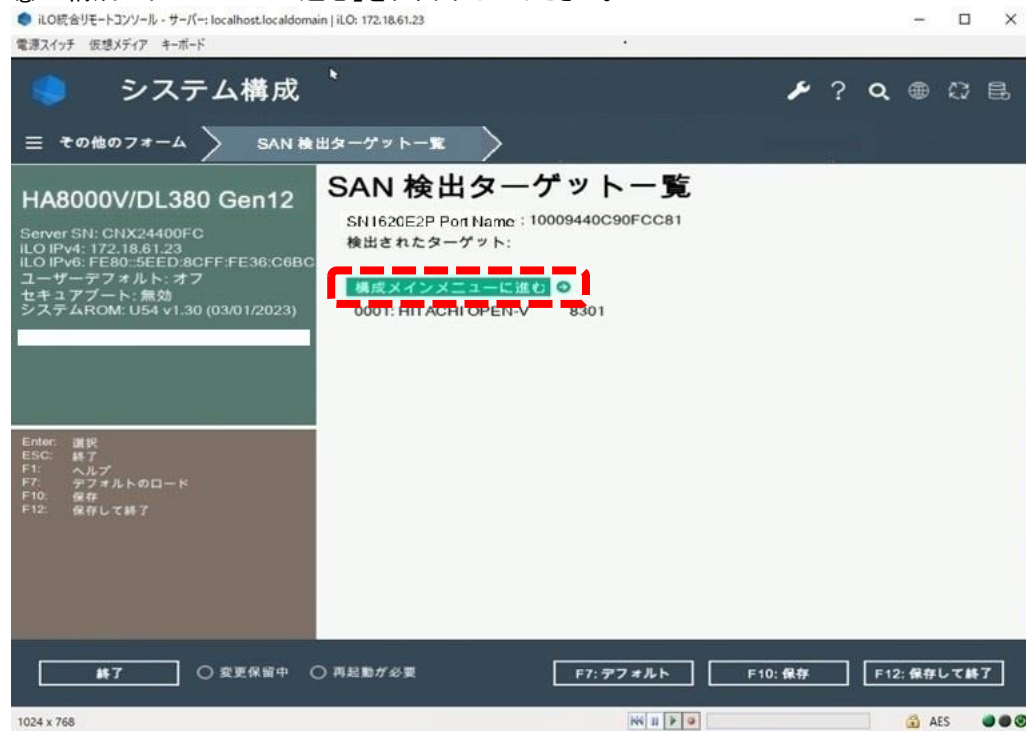 iLO統合リモートコンソール - サーバー: localhost.localdomain | iLO: 172.18.61.23
電源スイッチ 仮想メディア キーボード
システム構成
その他のフォーム SAN 検出ターゲット一覧
HA8000V/DL380 Gen12
Server SN: CNX24400FC
iLO IPv4: 172.18.61.23
iLO IPv6: FE80::5EED:8CFF:FE36:C6BC
ユーザーデフォルト: オフ
セキュアブート: 無効
システムROM: U54 v1.30 (03/01/2023)
Enter: 選択
ESC: 終了
F1: ヘルプ
F7: デフォルトのロード
F10: 保存
F12: 保存して終了
SAN 検出ターゲット一覧
SN1620E2P Port Name : 10009440C90FCC81
検出されたターゲット:
構成メインメニューに進む
0001: HITACHI OPEN-V 8301
終了 変更保留中 再起動が必要 F7: デフォルト F10: 保存 F12: 保存して終了
1024 x 768 AES